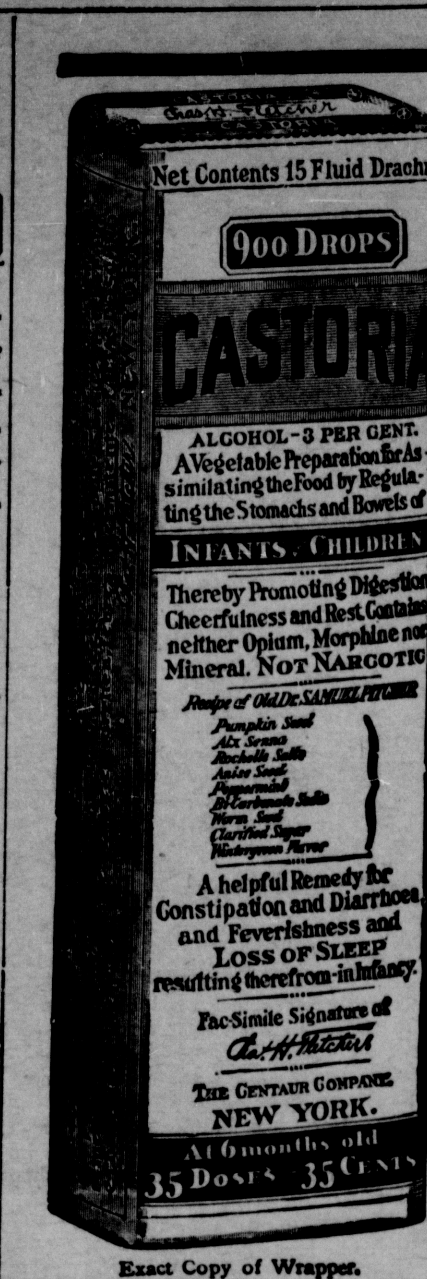 Chas. H. Fletcher
Net Contents 15 Fluid Drach
900 DROPS
CASTORI
ALCOHOL-3 PER CENT.
A Vegetable Preparation for As-
similating the Food by Regula-
ting the Stomachs and Bowels of
INFANTS / CHILDREN
Thereby Promoting Digestion
Cheerfulness and Rest. Contains
neither Opium, Morphine nor
Mineral. NOT NARCOTIC
Recipe of Old Dr. SAMUEL PITCHER
Pumpkin Seed
Alx Senna
Rochelle Salts
Anise Seed
Peppermint
Bi Carbonate Soda
Worm Seed
Clarified Sugar
Wintergreen Flavor
A helpful Remedy for
Constipation and Diarrhoea,
and Feverishness and
LOSS OF SLEEP
resulting therefrom-in Infancy.
Fac-Simile Signature of
Chas. H. Fletcher.
THE CENTAUR COMPANY.
NEW YORK.
At 6 months old
35 DOSES 35 CENTS
Exact Copy of Wrapper.